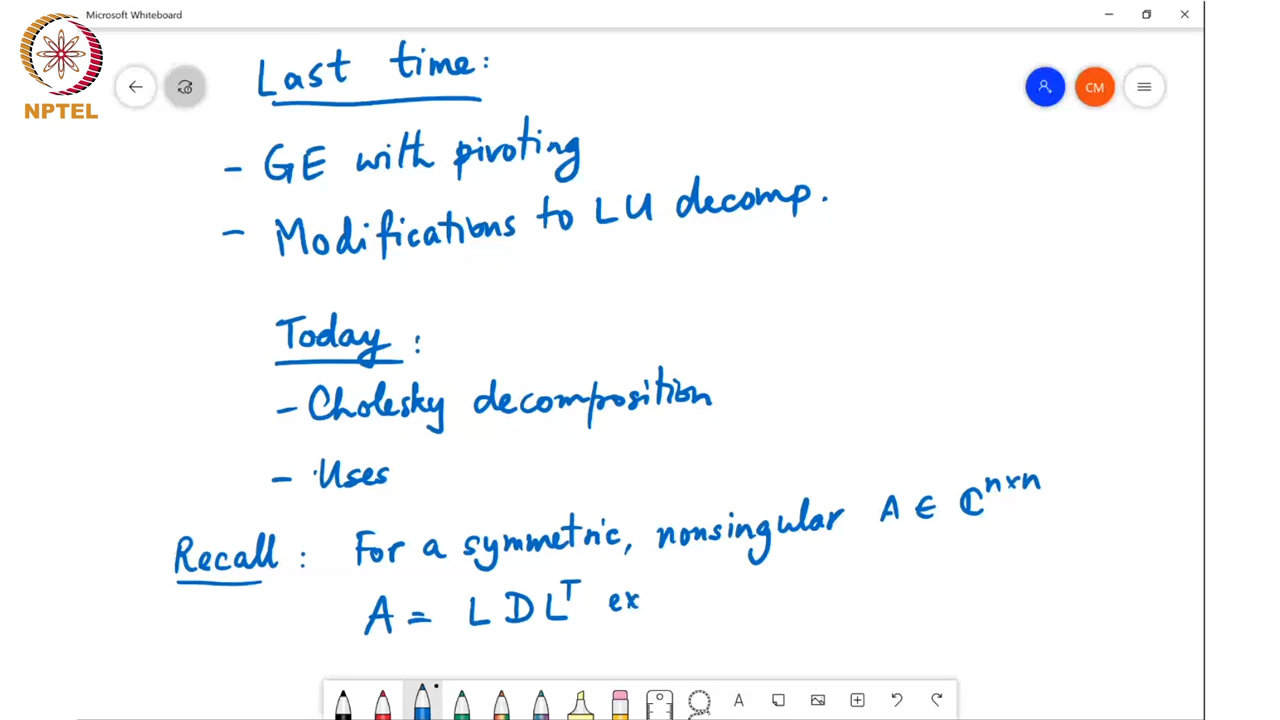 Microsoft Whiteboard
NPTEL
CM
Last time:
- GE with pivoting
- Modifications to LU decomp.
Today:
- Cholesky decomposition
- Uses
Recall: For a symmetric, nonsingular A ∈ ℂ^{n×n}
A = L D L^T ex
A